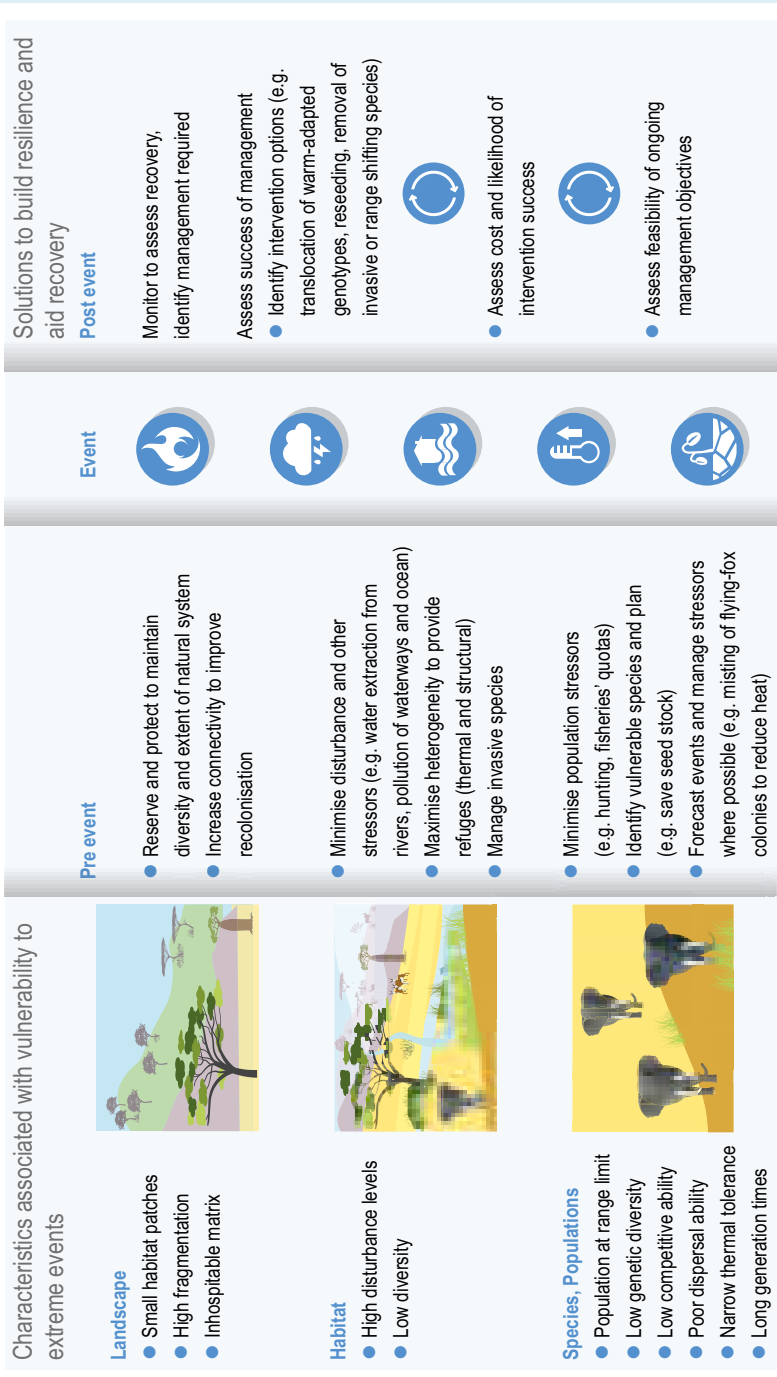 Characteristics associated with vulnerability to
extreme events
Landscape
Small habitat patches
High fragmentation
Inhospitable matrix
Habitat
High disturbance levels
Low diversity
Species, Populations
Population at range limit
Low genetic diversity
Low competitive ability
Poor dispersal ability
Narrow thermal tolerance
Long generation times
Pre event
Reserve and protect to maintain
diversity and extent of natural system
Increase connectivity to improve
recolonisation
Minimise disturbance and other
stressors (e.g. water extraction from
rivers, pollution of waterways and ocean)
Maximise heterogeneity to provide
refuges (thermal and structural)
Manage invasive species
Minimise population stressors
(e.g. hunting, fisheries' quotas)
Identify vulnerable species and plan
(e.g. save seed stock)
Forecast events and manage stressors
where possible (e.g. misting of flying-fox
colonies to reduce heat)
Event
Solutions to build resilience and
aid recovery
Post event
Monitor to assess recovery,
identify management required
Assess success of management
Identify intervention options (e.g.
translocation of warm-adapted
genotypes, reseeding, removal of
invasive or range shifting species)
Assess cost and likelihood of
intervention success
Assess feasibility of ongoing
management objectives